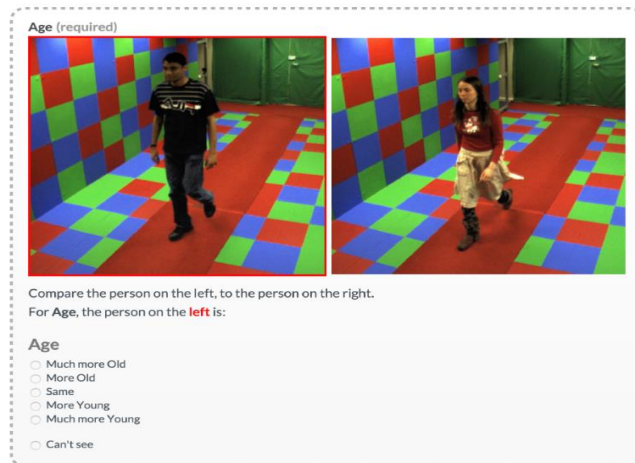 Age (required)
Compare the person on the left, to the person on the right.
For Age, the person on the left is:
Age
Much more Old
More Old
Same
More Young
Much more Young
Can't see